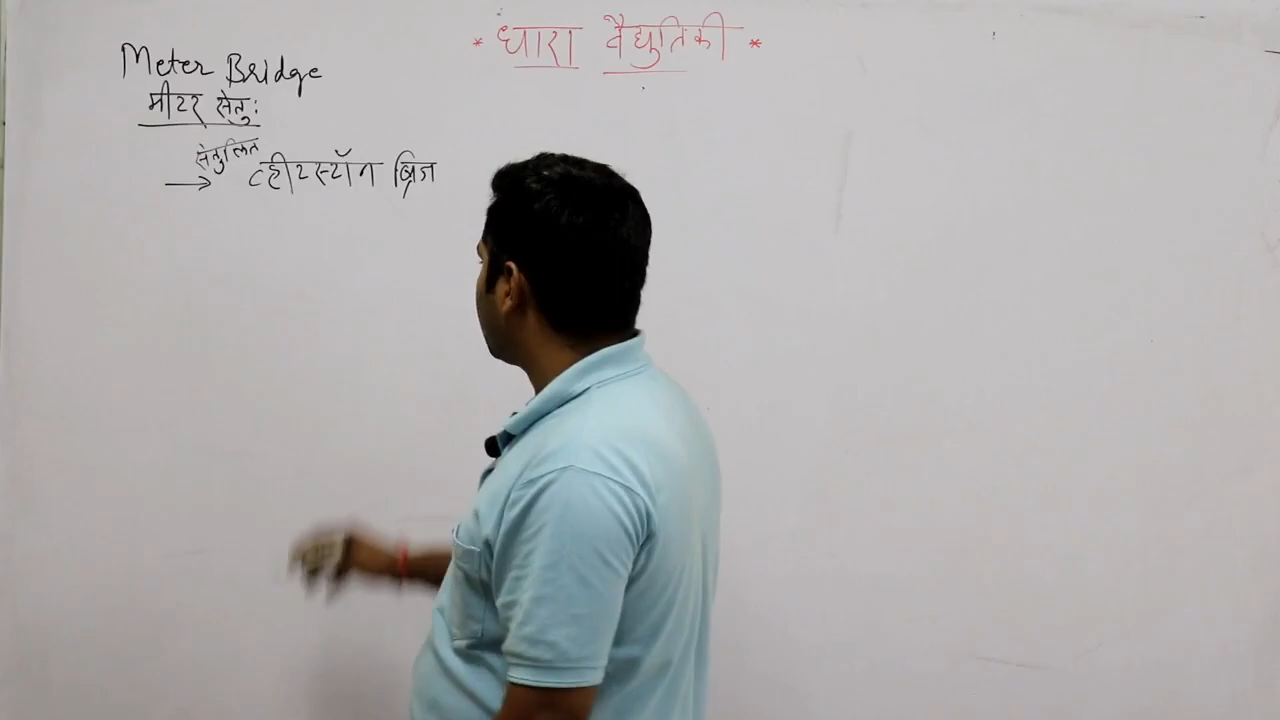 * धारा वैद्युतिकी *
Meter Bridge
मीटर सेतु:
संतुलित
→ व्हीटस्टॉन ब्रिज